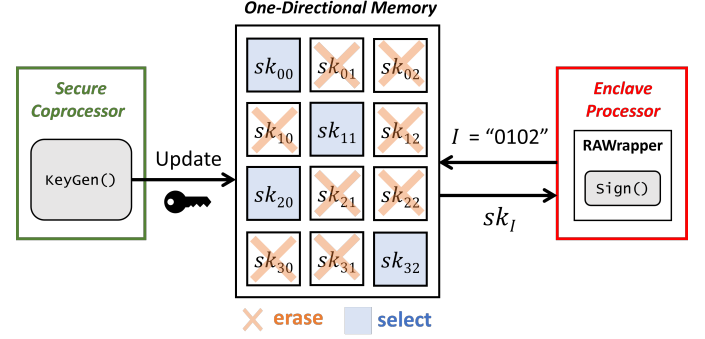 One-Directional Memory
Secure
Coprocessor
KeyGen()
Update
sk00 sk01 sk02
sk10 sk11 sk12
sk20 sk21 sk22
sk30 sk31 sk32
I = “0102”
skI
Enclave
Processor
RAWrapper
Sign()
erase select